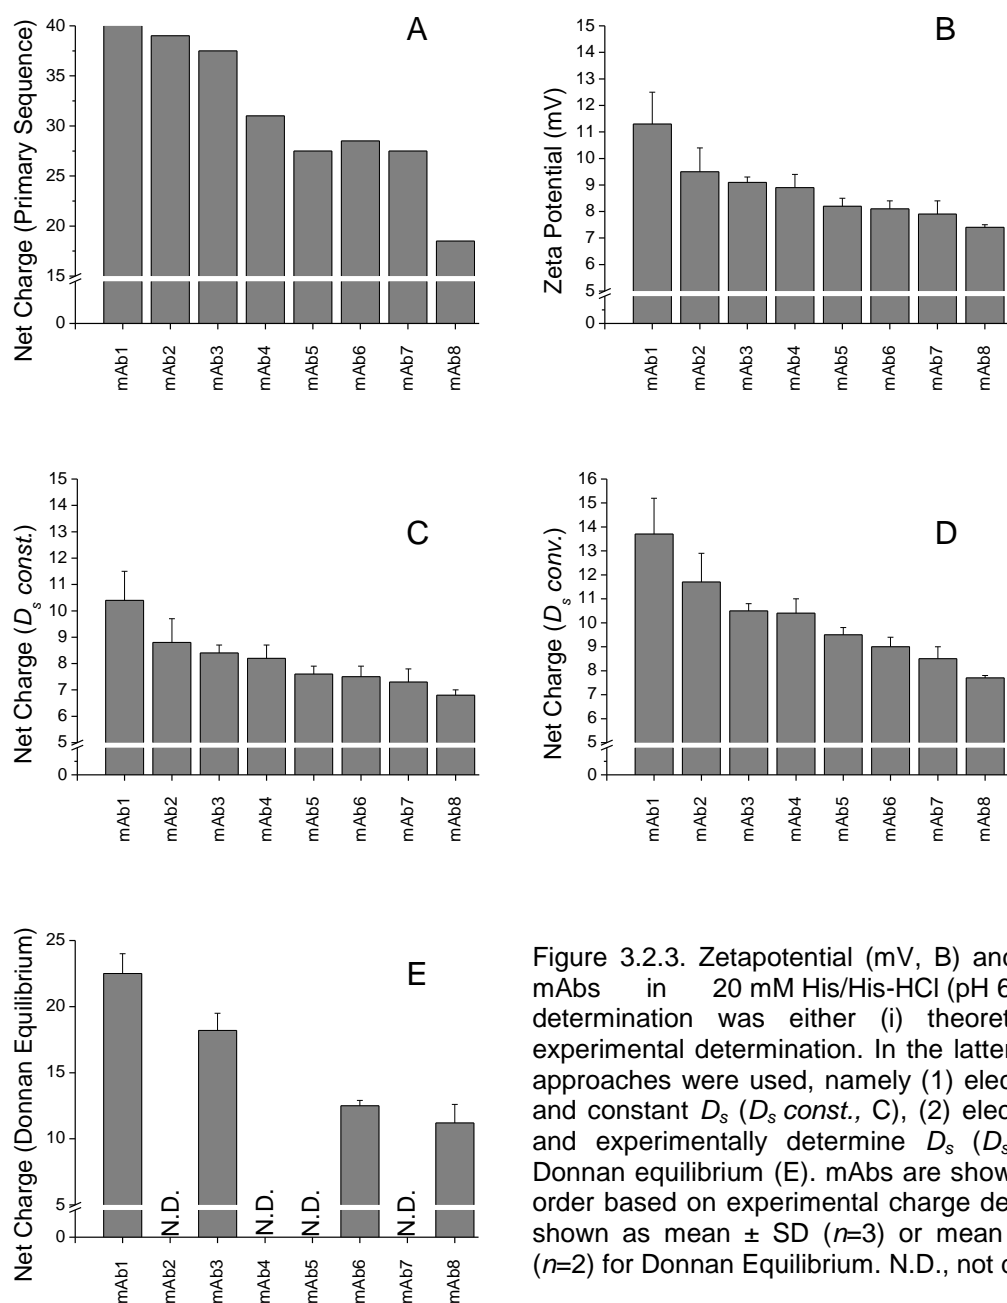 A
Net Charge (Primary Sequence)
40
35
30
25
20
15
0
mAb1 mAb2 mAb3 mAb4 mAb5 mAb6 mAb7 mAb8
B
Zeta Potential (mV)
15
14
13
12
11
10
9
8
7
6
5
0
mAb1 mAb2 mAb3 mAb4 mAb5 mAb6 mAb7 mAb8
C
Net Charge (Ds const.)
15
14
13
12
11
10
9
8
7
6
5
0
mAb1 mAb2 mAb3 mAb4 mAb5 mAb6 mAb7 mAb8
D
Net Charge (Ds conv.)
16
15
14
13
12
11
10
9
8
7
6
5
0
mAb1 mAb2 mAb3 mAb4 mAb5 mAb6 mAb7 mAb8
E
Net Charge (Donnan Equilibrium)
25
20
15
10
5
0
N.D. N.D. N.D. N.D.
mAb1 mAb2 mAb3 mAb4 mAb5 mAb6 mAb7 mAb8
Figure 3.2.3. Zetapotential (mV, B) and
mAbs in 20 mM His/His-HCl (pH 6
determination was either (i) theoret
experimental determination. In the latter
approaches were used, namely (1) elec
and constant Ds (Ds const., C), (2) elec
and experimentally determine Ds (Ds
Donnan equilibrium (E). mAbs are show
order based on experimental charge de
shown as mean ± SD (n=3) or mean
(n=2) for Donnan Equilibrium. N.D., not